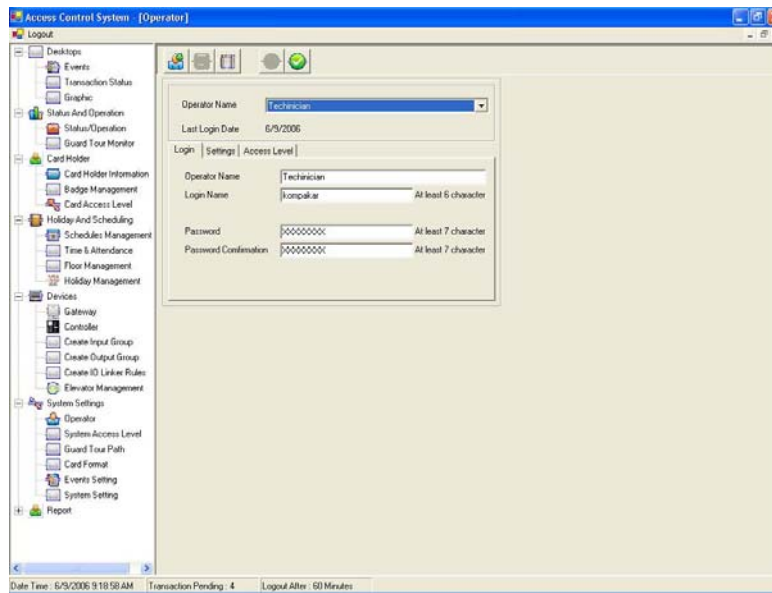 Access Control System - [Operator]
Logout
Desktops
Events
Transaction Status
Graphic
Status And Operation
Status/Operation
Guard Tour Monitor
Card Holder
Card Holder Information
Badge Management
Card Access Level
Holiday And Scheduling
Schedules Management
Time & Attendance
Floor Management
Holiday Management
Devices
Gateway
Controller
Create Input Group
Create Output Group
Create IO Linker Rules
Elevator Management
System Settings
Operator
System Access Level
Guard Tour Path
Card Format
Events Setting
System Setting
Report
Operator Name Techinician
Last Login Date 6/9/2006
Login Settings Access Level
Operator Name Techinician
Login Name kompakar At least 6 character
Password XXXXXXXX At least 7 character
Password Comfirmation XXXXXXXX At least 7 character
Date Time : 6/9/2006 9:18:58 AM Transaction Pending : 4 Logout After : 60 Minutes